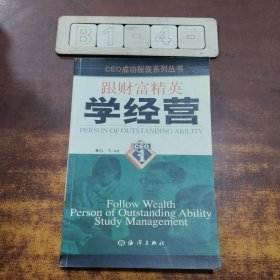 B1-4-
CEO成功秘笈系列丛书
跟财富精英
学经营
PERSON OF OUTSTANDING ABILITY
CEO
Follow Wealth
Person of Outstanding Ability
Study Management
海洋出版社